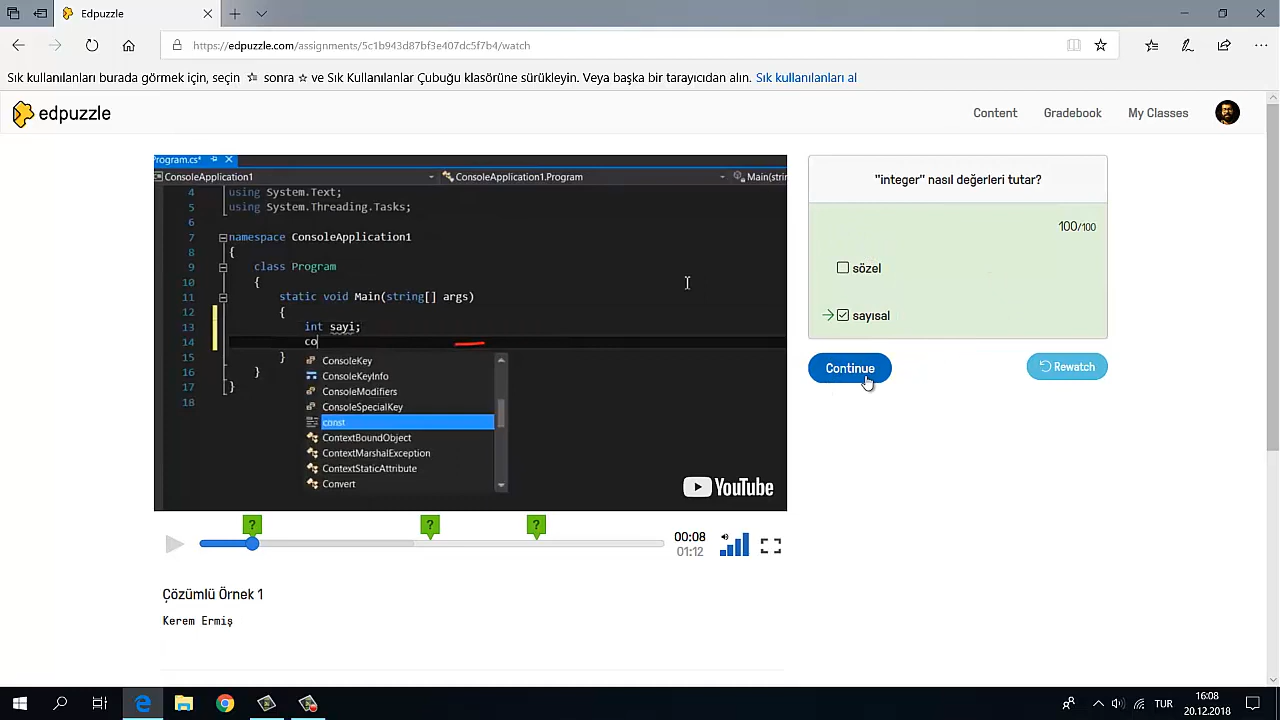 Edpuzzle
https://edpuzzle.com/assignments/5c1b943d87bf3e407dc5f7b4/watch
Sık kullanılanları burada görmek için, seçin ☆ sonra ☆ ve Sık Kullanılanlar Çubuğu klasörüne sürükleyin. Veya başka bir tarayıcıdan alın. Sık kullanılanları al
edpuzzle
Content Gradebook My Classes
Program.cs*
ConsoleApplication1 ConsoleApplication1.Program Main(strin
4 using System.Text;
5 using System.Threading.Tasks;
6
7 namespace ConsoleApplication1
8 {
9 class Program
10 {
11 static void Main(string[] args)
12 {
13 int sayi;
14 co
15 }
16 }
17 }
18
ConsoleKey
ConsoleKeyInfo
ConsoleModifiers
ConsoleSpecialKey
const
ContextBoundObject
ContextMarshalException
ContextStaticAttribute
Convert
YouTube
? ? ?
00:08
01:12
Çözümlü Örnek 1
Kerem Ermiş
"integer" nasıl değerleri tutar?
100/100
sözel
sayısal
Continue Rewatch
TUR
16:08
20.12.2018